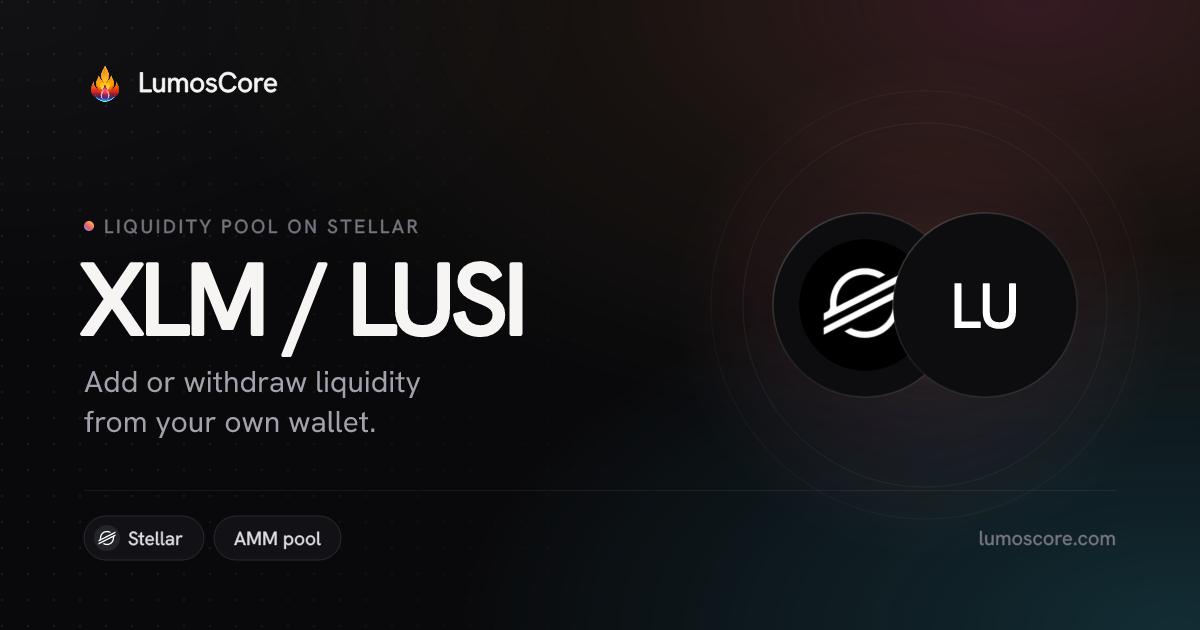 LumosCore
LIQUIDITY POOL ON STELLAR
XLM / LUSI
Add or withdraw liquidity
from your own wallet.
LU
Stellar
AMM pool
lumoscore.com